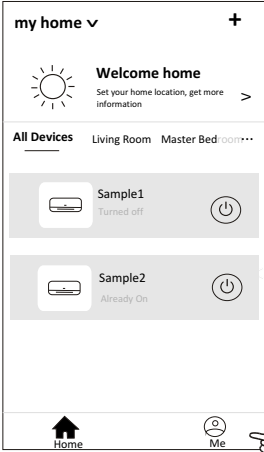 my home
Welcome home
Set your home location, get more
information
All Devices Living Room Master Bedroom
Sample1
Turned off
Sample2
Already On
Home
Me